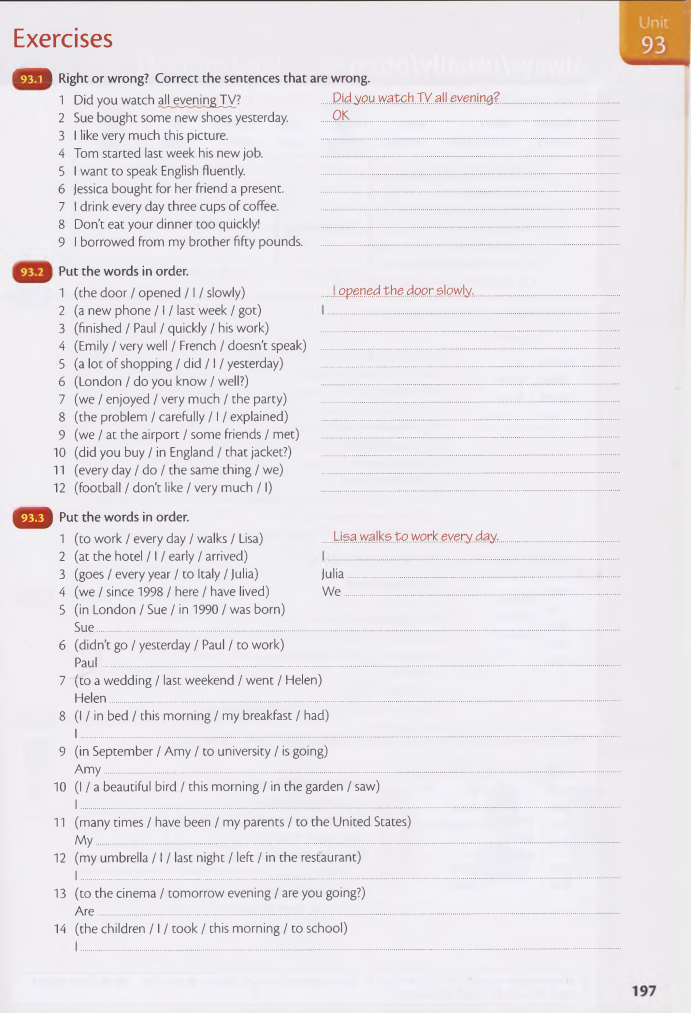 Exercises
Unit
93
93.1 Right or wrong? Correct the sentences that are wrong.
1 Did you watch all evening TV? Did you watch TV all evening?
2 Sue bought some new shoes yesterday. OK
3 I like very much this picture.
4 Tom started last week his new job.
5 I want to speak English fluently.
6 Jessica bought for her friend a present.
7 I drink every day three cups of coffee.
8 Don't eat your dinner too quickly!
9 I borrowed from my brother fifty pounds.
93.2 Put the words in order.
1 (the door / opened / I / slowly) I opened the door slowly.
2 (a new phone / I / last week / got) I
3 (finished / Paul / quickly / his work)
4 (Emily / very well / French / doesn't speak)
5 (a lot of shopping / did / I / yesterday)
6 (London / do you know / well?)
7 (we / enjoyed / very much / the party)
8 (the problem / carefully / I / explained)
9 (we / at the airport / some friends / met)
10 (did you buy / in England / that jacket?)
11 (every day / do / the same thing / we)
12 (football / don't like / very much / I)
93.3 Put the words in order.
1 (to work / every day / walks / Lisa) Lisa walks to work every day.
2 (at the hotel / I / early / arrived) I
3 (goes / every year / to Italy / Julia) Julia
4 (we / since 1998 / here / have lived) We
5 (in London / Sue / in 1990 / was born)
Sue
6 (didn't go / yesterday / Paul / to work)
Paul
7 (to a wedding / last weekend / went / Helen)
Helen
8 (I / in bed / this morning / my breakfast / had)
I
9 (in September / Amy / to university / is going)
Amy
10 (I / a beautiful bird / this morning / in the garden / saw)
I
11 (many times / have been / my parents / to the United States)
My
12 (my umbrella / I / last night / left / in the restaurant)
I
13 (to the cinema / tomorrow evening / are you going?)
Are
14 (the children / I / took / this morning / to school)
I
197